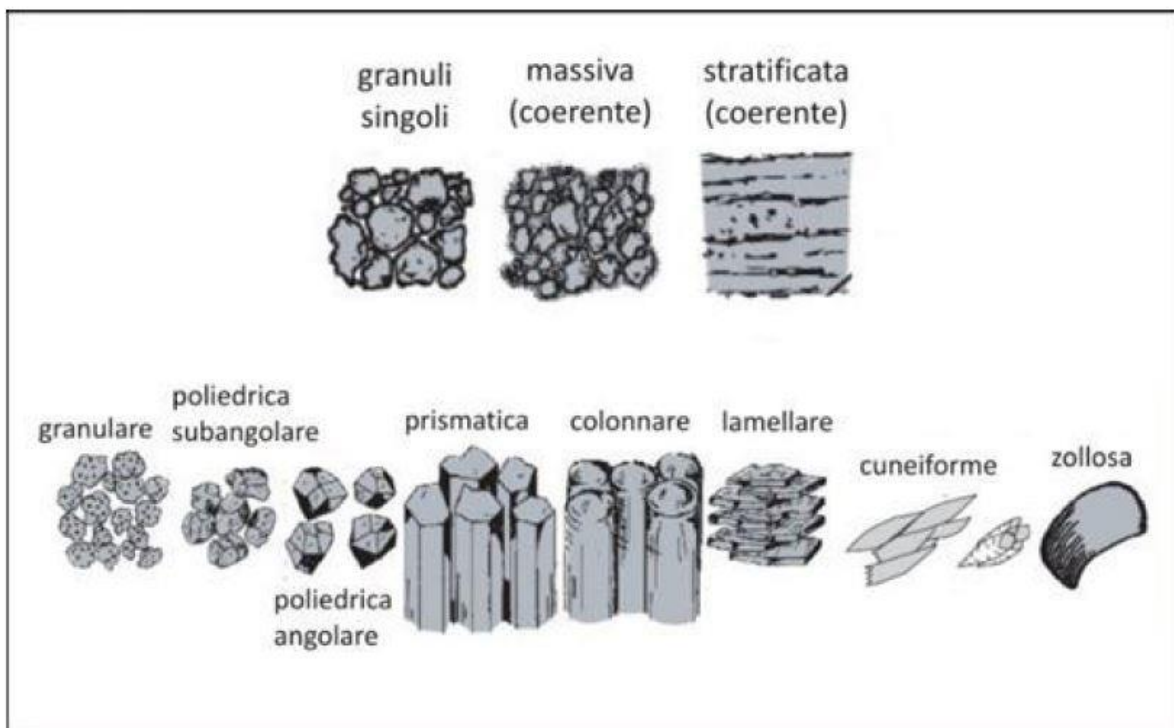 granuli
singoli
massiva
(coerente)
stratificata
(coerente)
granulare
poliedrica
subangolare
poliedrica
angolare
prismatica
colonnare
lamellare
cuneiforme
zollosa